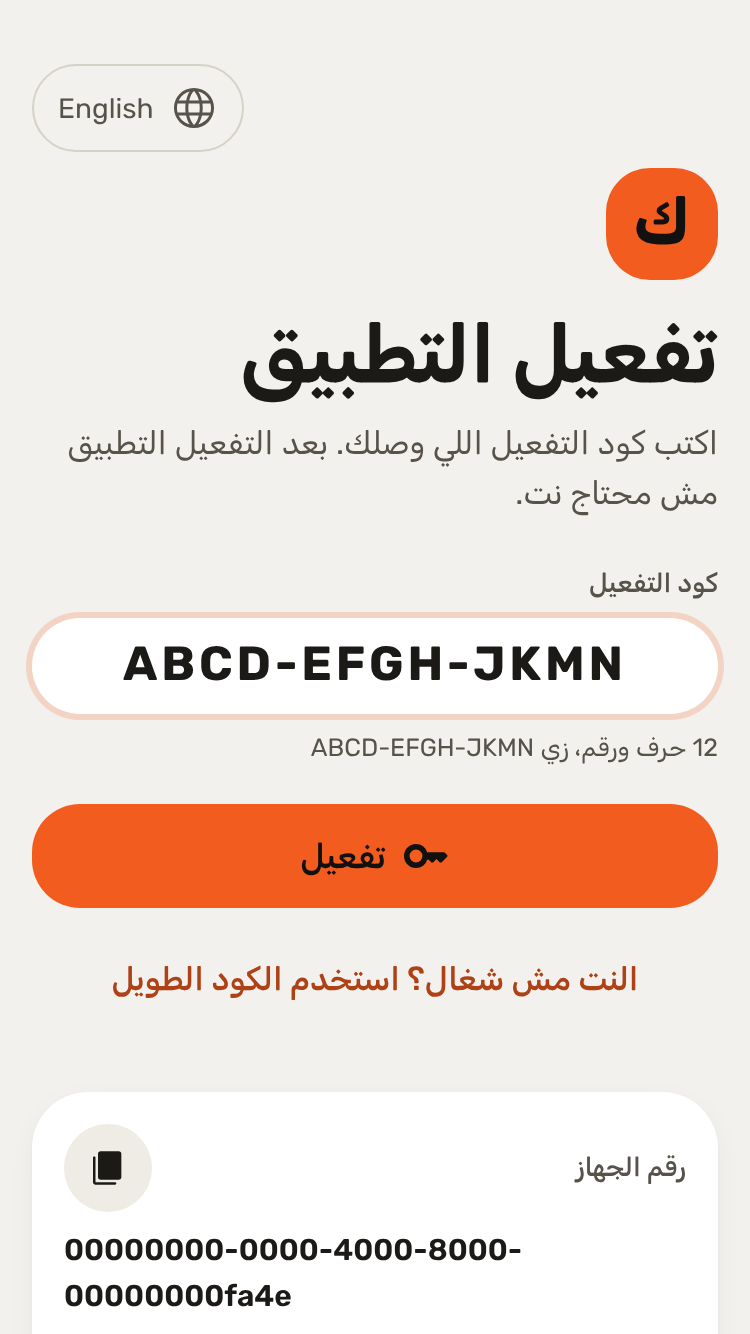 English
ك
تفعيل التطبيق
اكتب كود التفعيل اللي وصلك. بعد التفعيل التطبيق
مش محتاج نت.
كود التفعيل
ABCD-EFGH-JKMN
12 حرف ورقم، زي ABCD-EFGH-JKMN
تفعيل
النت مش شغال؟ استخدم الكود الطويل
رقم الجهاز
00000000-0000-4000-8000-
00000000fa4e